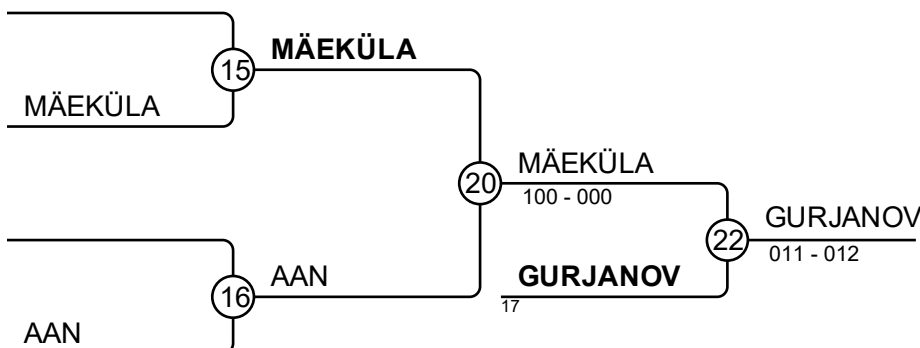 MÄEKÜLA
15
MÄEKÜLA
MÄEKÜLA
20
100 - 000
GURJANOV
22
011 - 012
GURJANOV
17
AAN
16
AAN